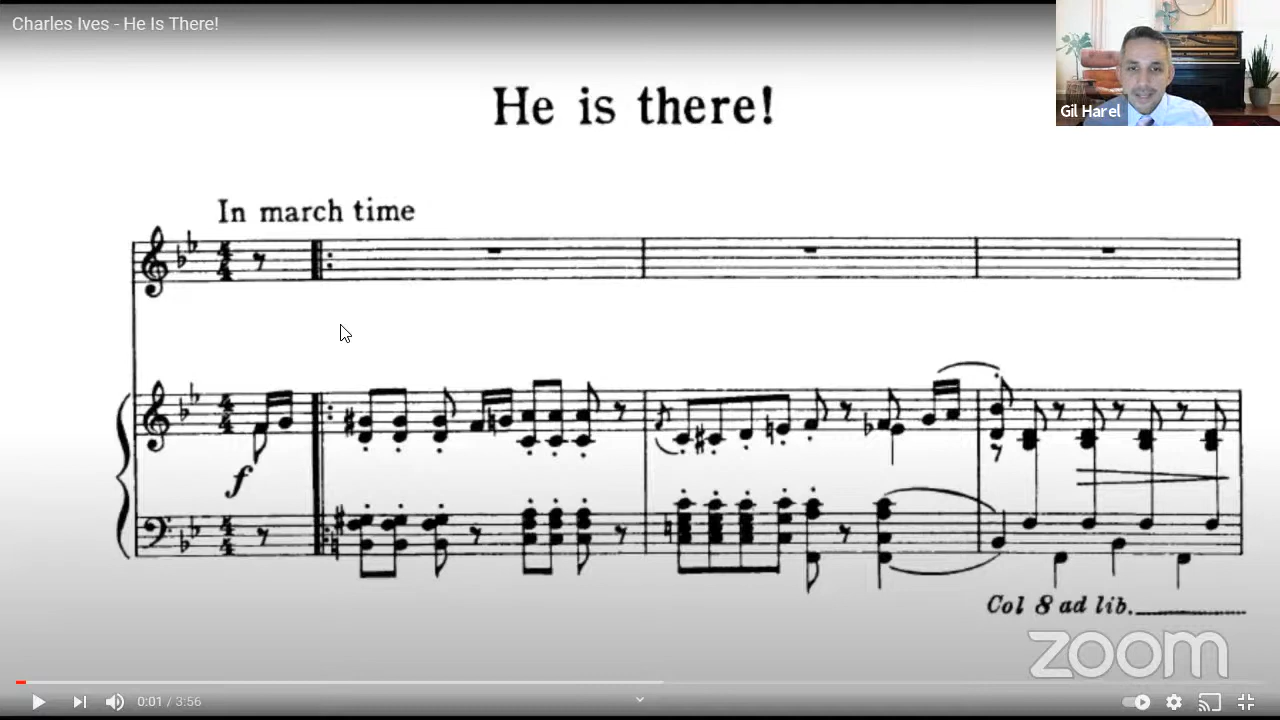 Charles Ives - He Is There!
Gil Harel
He is there!
In march time
f
Col 8 ad lib.
zoom
0:01 / 3:56